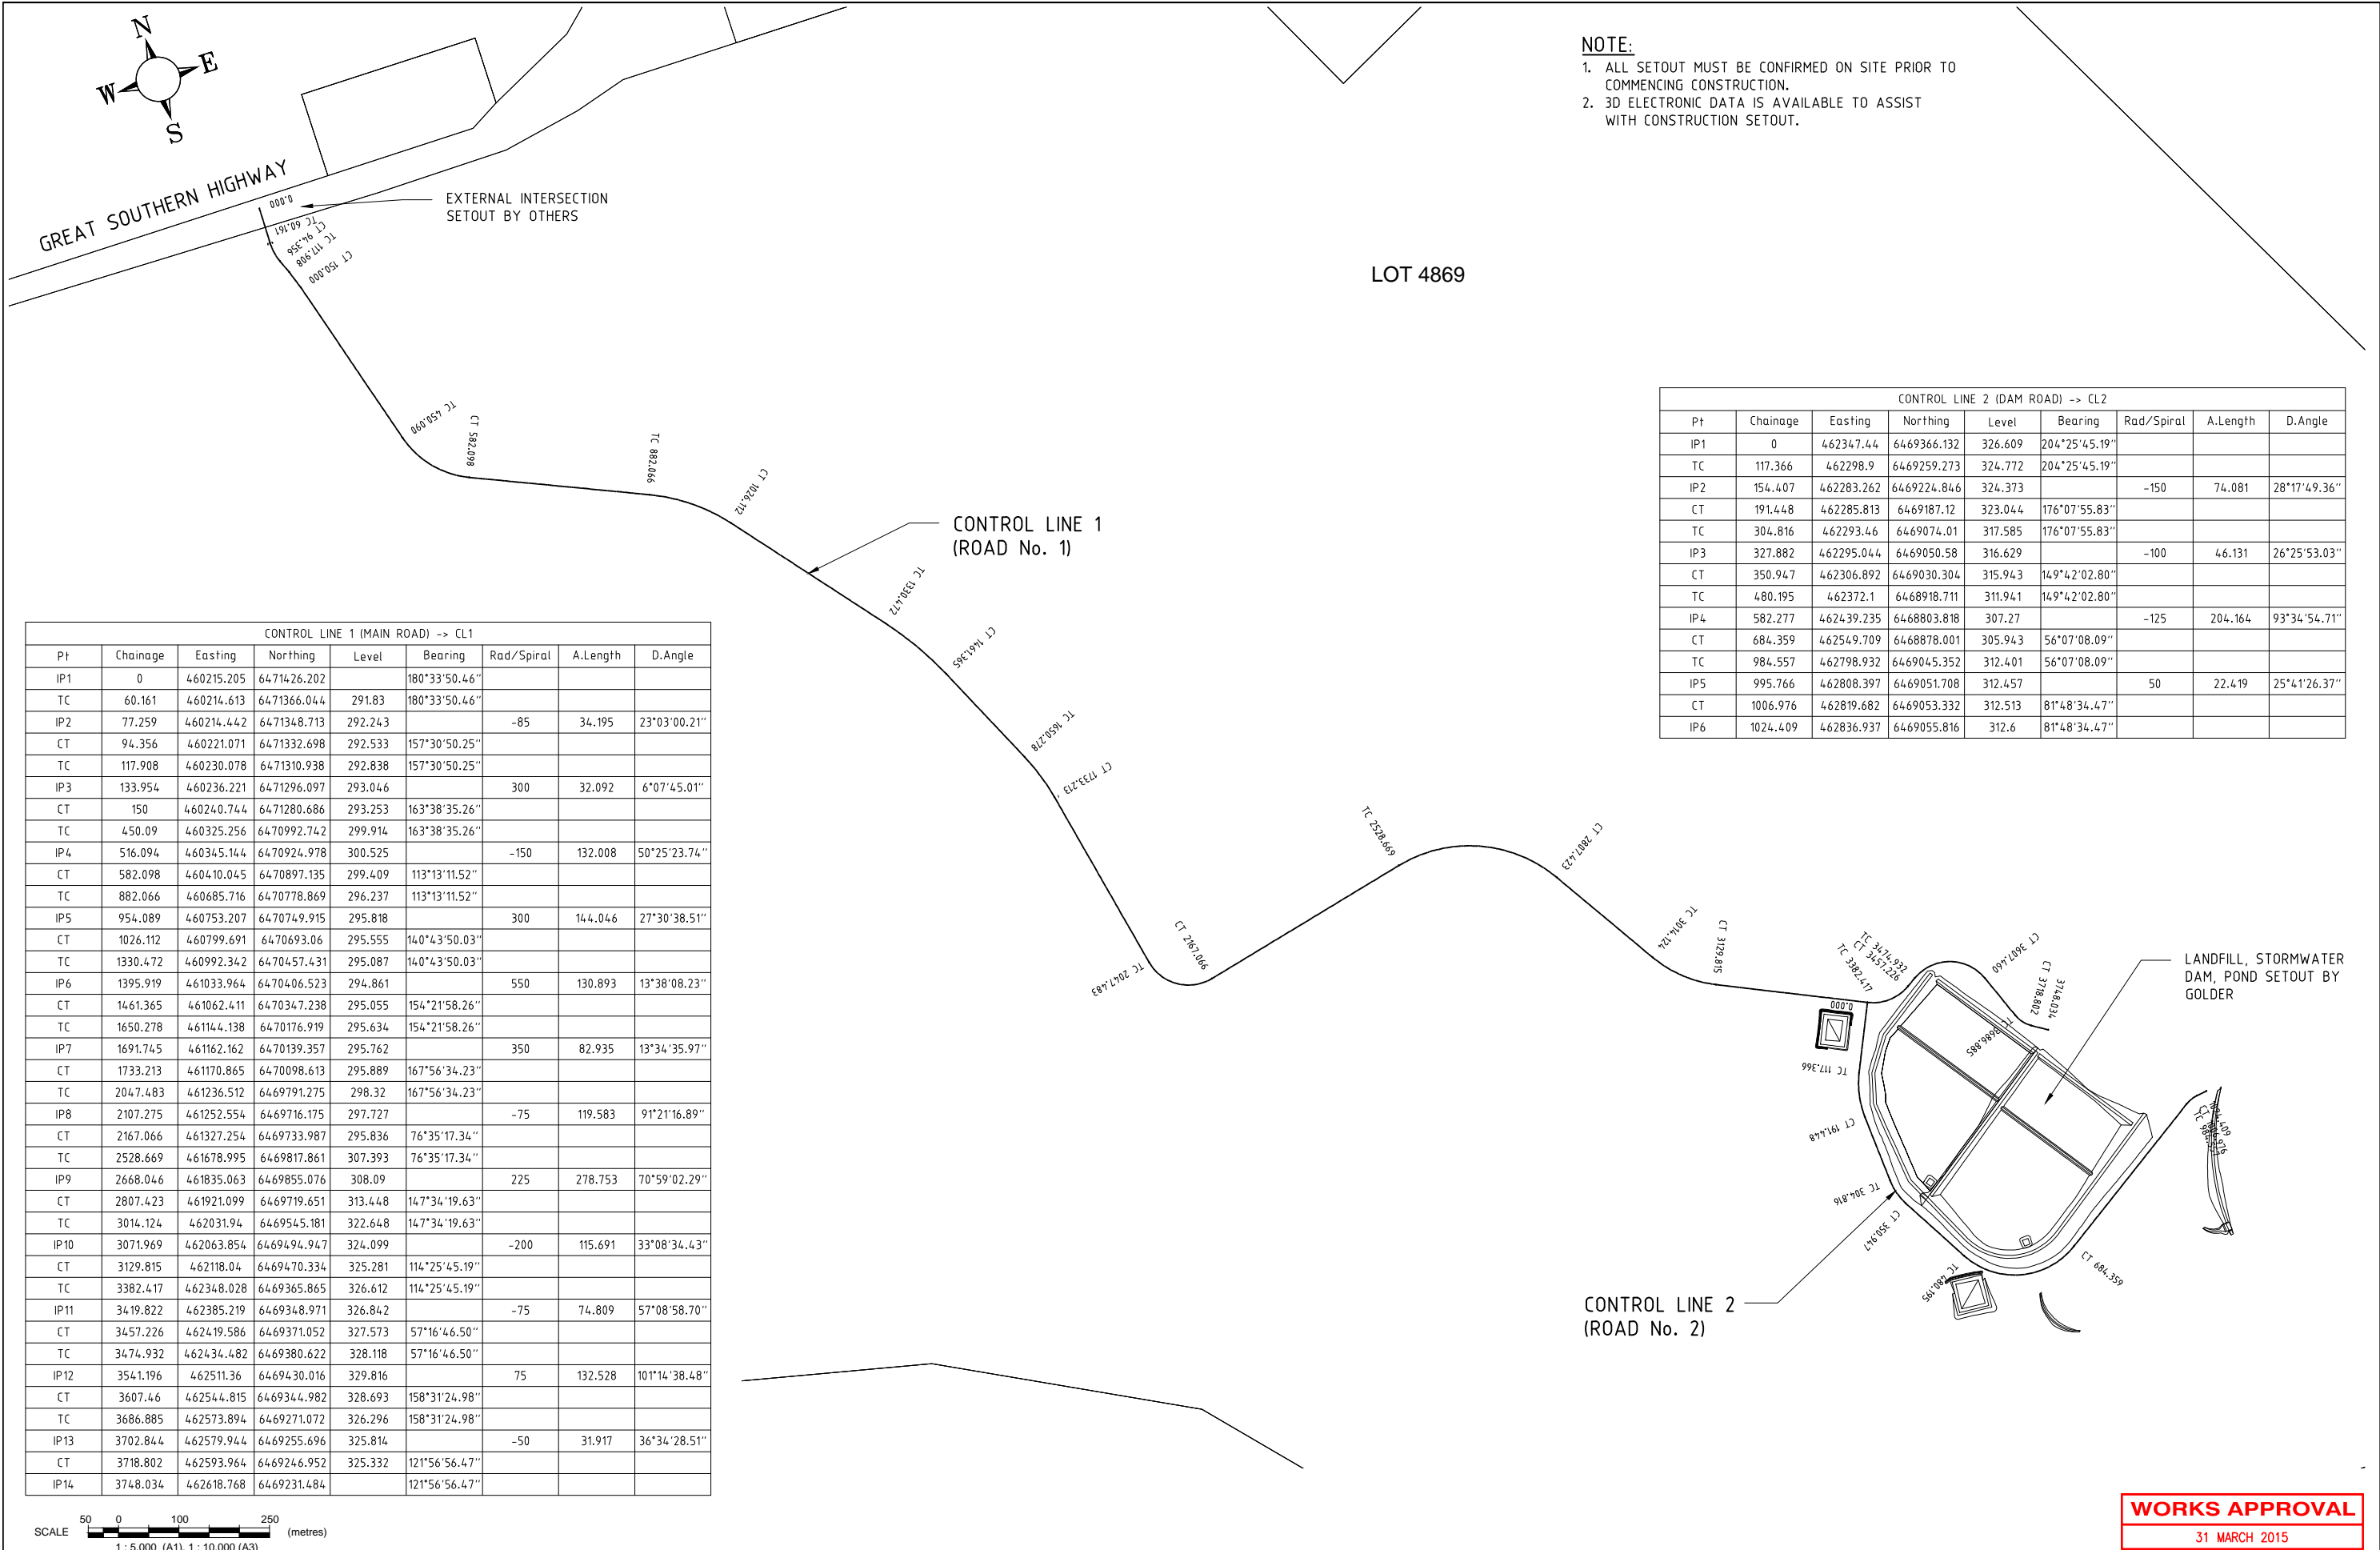 N
W E
S
NOTE:
1. ALL SETOUT MUST BE CONFIRMED ON SITE PRIOR TO
COMMENCING CONSTRUCTION.
2. 3D ELECTRONIC DATA IS AVAILABLE TO ASSIST
WITH CONSTRUCTION SETOUT.
GREAT SOUTHERN HIGHWAY
EXTERNAL INTERSECTION
SETOUT BY OTHERS
0.000
TC 60.161
CT 94.356
TC 117.908
CT 150.000
LOT 4869
TC 450.090
CT 582.098
TC 882.066
CT 1026.112
CONTROL LINE 1
(ROAD No. 1)
TC 1330.472
CT 1461.365
TC 1650.278
CT 1733.213
TC 2047.483
CT 2167.066
TC 2528.669
CT 2807.423
TC 3014.124
CT 3129.815
TC 3382.417
CT 3457.226
TC 3474.932
CT 3607.460
TC 3686.885
CT 3718.802
3748.034
CONTROL LINE 2 (DAM ROAD) -> CL2
Pt Chainage Easting Northing Level Bearing Rad/Spiral A.Length D.Angle
IP1 0 462347.44 6469366.132 326.609 204°25'45.19"
TC 117.366 462298.9 6469259.273 324.772 204°25'45.19"
IP2 154.407 462283.262 6469224.846 324.373 -150 74.081 28°17'49.36"
CT 191.448 462285.813 6469187.12 323.044 176°07'55.83"
TC 304.816 462293.46 6469074.01 317.585 176°07'55.83"
IP3 327.882 462295.044 6469050.58 316.629 -100 46.131 26°25'53.03"
CT 350.947 462306.892 6469030.304 315.943 149°42'02.80"
TC 480.195 462372.1 6468918.711 311.941 149°42'02.80"
IP4 582.277 462439.235 6468803.818 307.27 -125 204.164 93°34'54.71"
CT 684.359 462549.709 6468878.001 305.943 56°07'08.09"
TC 984.557 462798.932 6469045.352 312.401 56°07'08.09"
IP5 995.766 462808.397 6469051.708 312.457 50 22.419 25°41'26.37"
CT 1006.976 462819.682 6469053.332 312.513 81°48'34.47"
IP6 1024.409 462836.937 6469055.816 312.6 81°48'34.47"
CONTROL LINE 1 (MAIN ROAD) -> CL1
Pt Chainage Easting Northing Level Bearing Rad/Spiral A.Length D.Angle
IP1 0 460215.205 6471426.202 180°33'50.46"
TC 60.161 460214.613 6471366.044 291.83 180°33'50.46"
IP2 77.259 460214.442 6471348.713 292.243 -85 34.195 23°03'00.21"
CT 94.356 460221.071 6471332.698 292.533 157°30'50.25"
TC 117.908 460230.078 6471310.938 292.838 157°30'50.25"
IP3 133.954 460236.221 6471296.097 293.046 300 32.092 6°07'45.01"
CT 150 460240.744 6471280.686 293.253 163°38'35.26"
TC 450.09 460325.256 6470992.742 299.914 163°38'35.26"
IP4 516.094 460345.144 6470924.978 300.525 -150 132.008 50°25'23.74"
CT 582.098 460410.045 6470897.135 299.409 113°13'11.52"
TC 882.066 460685.716 6470778.869 296.237 113°13'11.52"
IP5 954.089 460753.207 6470749.915 295.818 300 144.046 27°30'38.51"
CT 1026.112 460799.691 6470693.06 295.555 140°43'50.03"
TC 1330.472 460992.342 6470457.431 295.087 140°43'50.03"
IP6 1395.919 461033.964 6470406.523 294.861 550 130.893 13°38'08.23"
CT 1461.365 461062.411 6470347.238 295.055 154°21'58.26"
TC 1650.278 461144.138 6470176.919 295.634 154°21'58.26"
IP7 1691.745 461162.162 6470139.357 295.762 350 82.935 13°34'35.97"
CT 1733.213 461170.865 6470098.613 295.889 167°56'34.23"
TC 2047.483 461236.512 6469791.275 298.32 167°56'34.23"
IP8 2107.275 461252.554 6469716.175 297.727 -75 119.583 91°21'16.89"
CT 2167.066 461327.254 6469733.987 295.836 76°35'17.34"
TC 2528.669 461678.995 6469817.861 307.393 76°35'17.34"
IP9 2668.046 461835.063 6469855.076 308.09 225 278.753 70°59'02.29"
CT 2807.423 461921.099 6469719.651 313.448 147°34'19.63"
TC 3014.124 462031.94 6469545.181 322.648 147°34'19.63"
IP10 3071.969 462063.854 6469494.947 324.099 -200 115.691 33°08'34.43"
CT 3129.815 462118.04 6469470.334 325.281 114°25'45.19"
TC 3382.417 462348.028 6469365.865 326.612 114°25'45.19"
IP11 3419.822 462385.219 6469348.971 326.842 -75 74.809 57°08'58.70"
CT 3457.226 462419.586 6469371.052 327.573 57°16'46.50"
TC 3474.932 462434.482 6469380.622 328.118 57°16'46.50"
IP12 3541.196 462511.36 6469430.016 329.816 75 132.528 101°14'38.48"
CT 3607.46 462544.815 6469344.982 328.693 158°31'24.98"
TC 3686.885 462573.894 6469271.072 326.296 158°31'24.98"
IP13 3702.844 462579.944 6469255.696 325.814 -50 31.917 36°34'28.51"
CT 3718.802 462593.964 6469246.952 325.332 121°56'56.47"
IP14 3748.034 462618.768 6469231.484 121°56'56.47"
LANDFILL, STORMWATER
DAM, POND SETOUT BY
GOLDER
0.000
TC 117.366
CT 191.448
TC 304.816
CT 350.947
TC 480.195
CT 684.359
CONTROL LINE 2
(ROAD No. 2)
SCALE 50 0 100 250 (metres)
1 : 5,000 (A1), 1 : 10,000 (A3)
WORKS APPROVAL
31 MARCH 2015